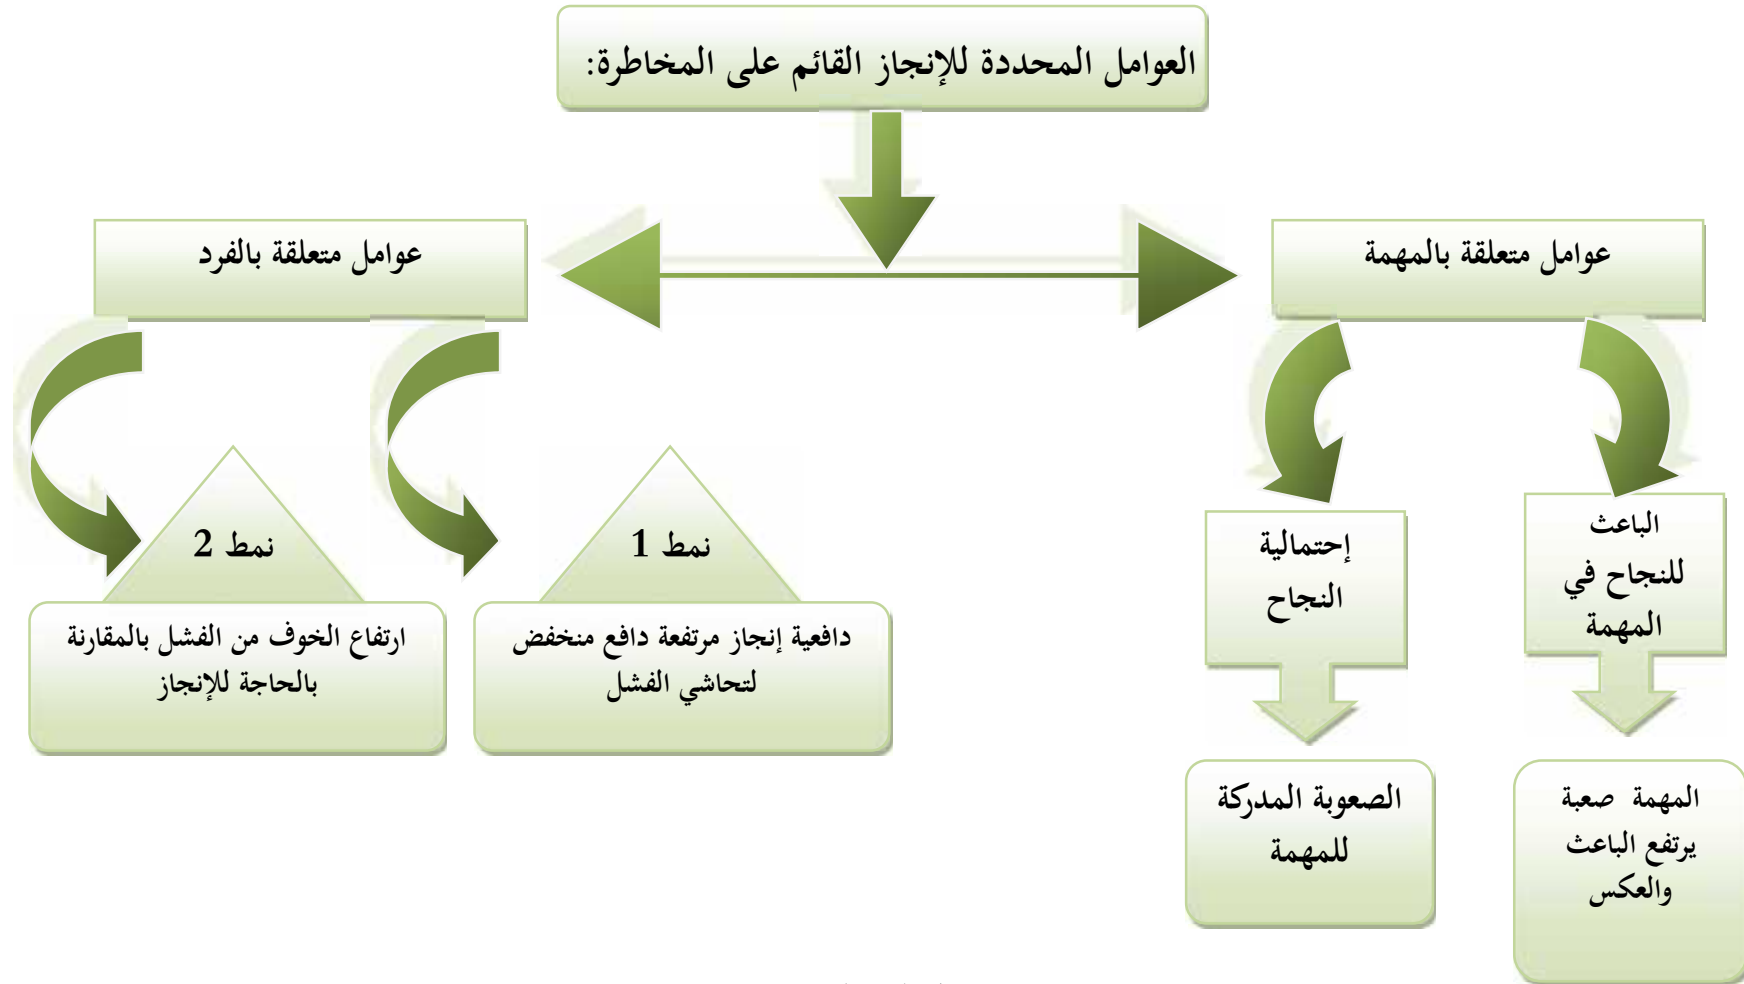 العوامل المحددة للإنجاز القائم على المخاطرة:
عوامل متعلقة بالمهمة
عوامل متعلقة بالفرد
الباعث
للنجاح في
المهمة
إحتمالية
النجاح
نمط 1
نمط 2
دافعية إنجاز مرتفعة دافع منخفض
لتحاشي الفشل
ارتفاع الخوف من الفشل بالمقارنة
بالحاجة للإنجاز
المهمة صعبة
يرتفع الباعث
والعكس
الصعوبة المدركة
للمهمة